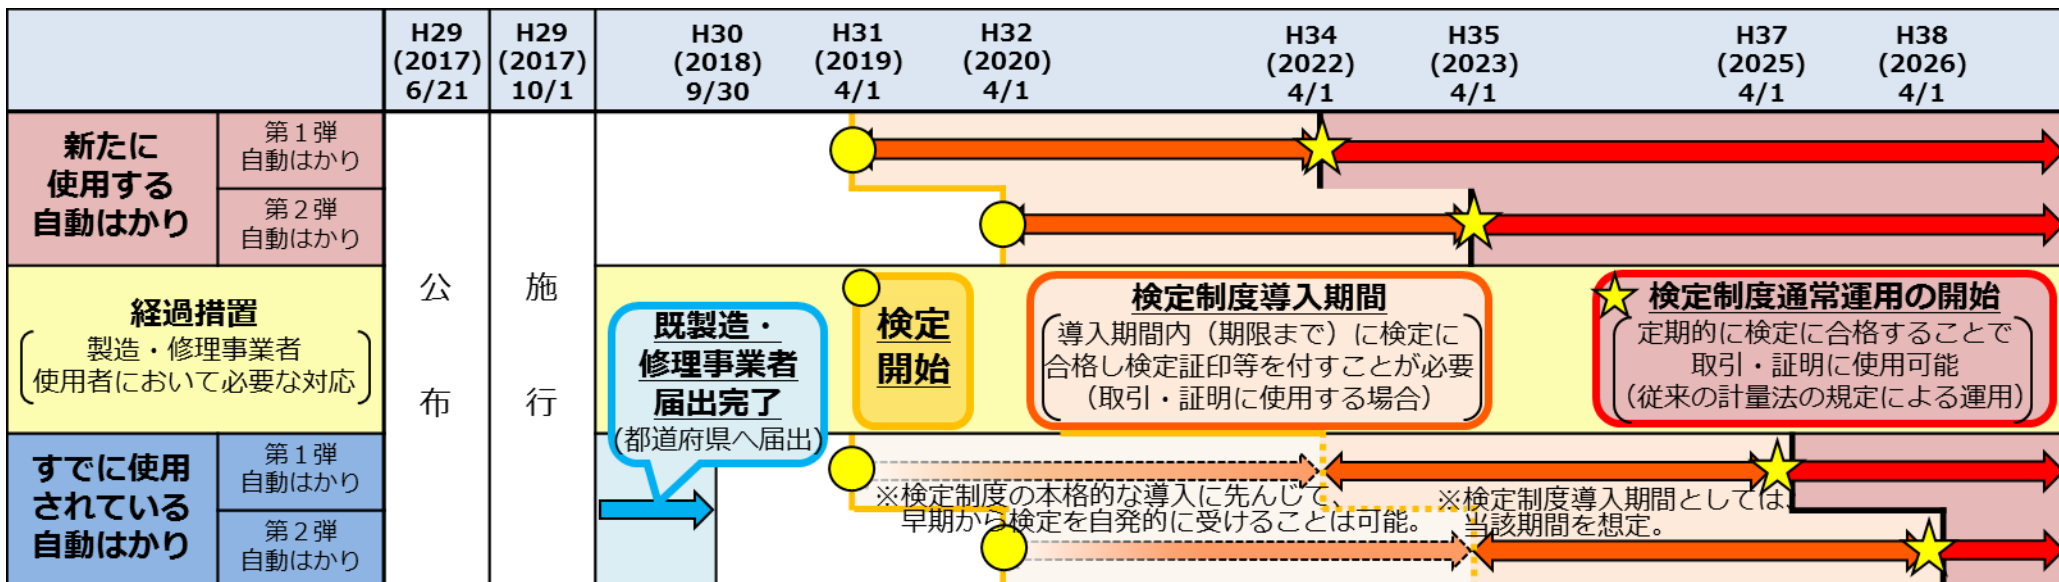 H29
(2017)
6/21
H29
(2017)
10/1
H30
(2018)
9/30
H31
(2019)
4/1
H32
(2020)
4/1
H34
(2022)
4/1
H35
(2023)
4/1
H37
(2025)
4/1
H38
(2026)
4/1
新たに
使用する
自動はかり
第1弾
自動はかり
第2弾
自動はかり
公
布
施
行
経過措置
製造・修理事業者
使用者において必要な対応
既製造・
修理事業者
届出完了
(都道府県へ届出)
検定
開始
検定制度導入期間
導入期間内（期限まで）に検定に
合格し検定証印等を付すことが必要
（取引・証明に使用する場合）
検定制度通常運用の開始
定期的に検定に合格することで
取引・証明に使用可能
(従来の計量法の規定による運用)
すでに使用
されている
自動はかり
第1弾
自動はかり
第2弾
自動はかり
※検定制度の本格的な導入に先んじて、
早期から検定を自発的に受けることは可能。
※検定制度導入期間としては、
当該期間を想定。